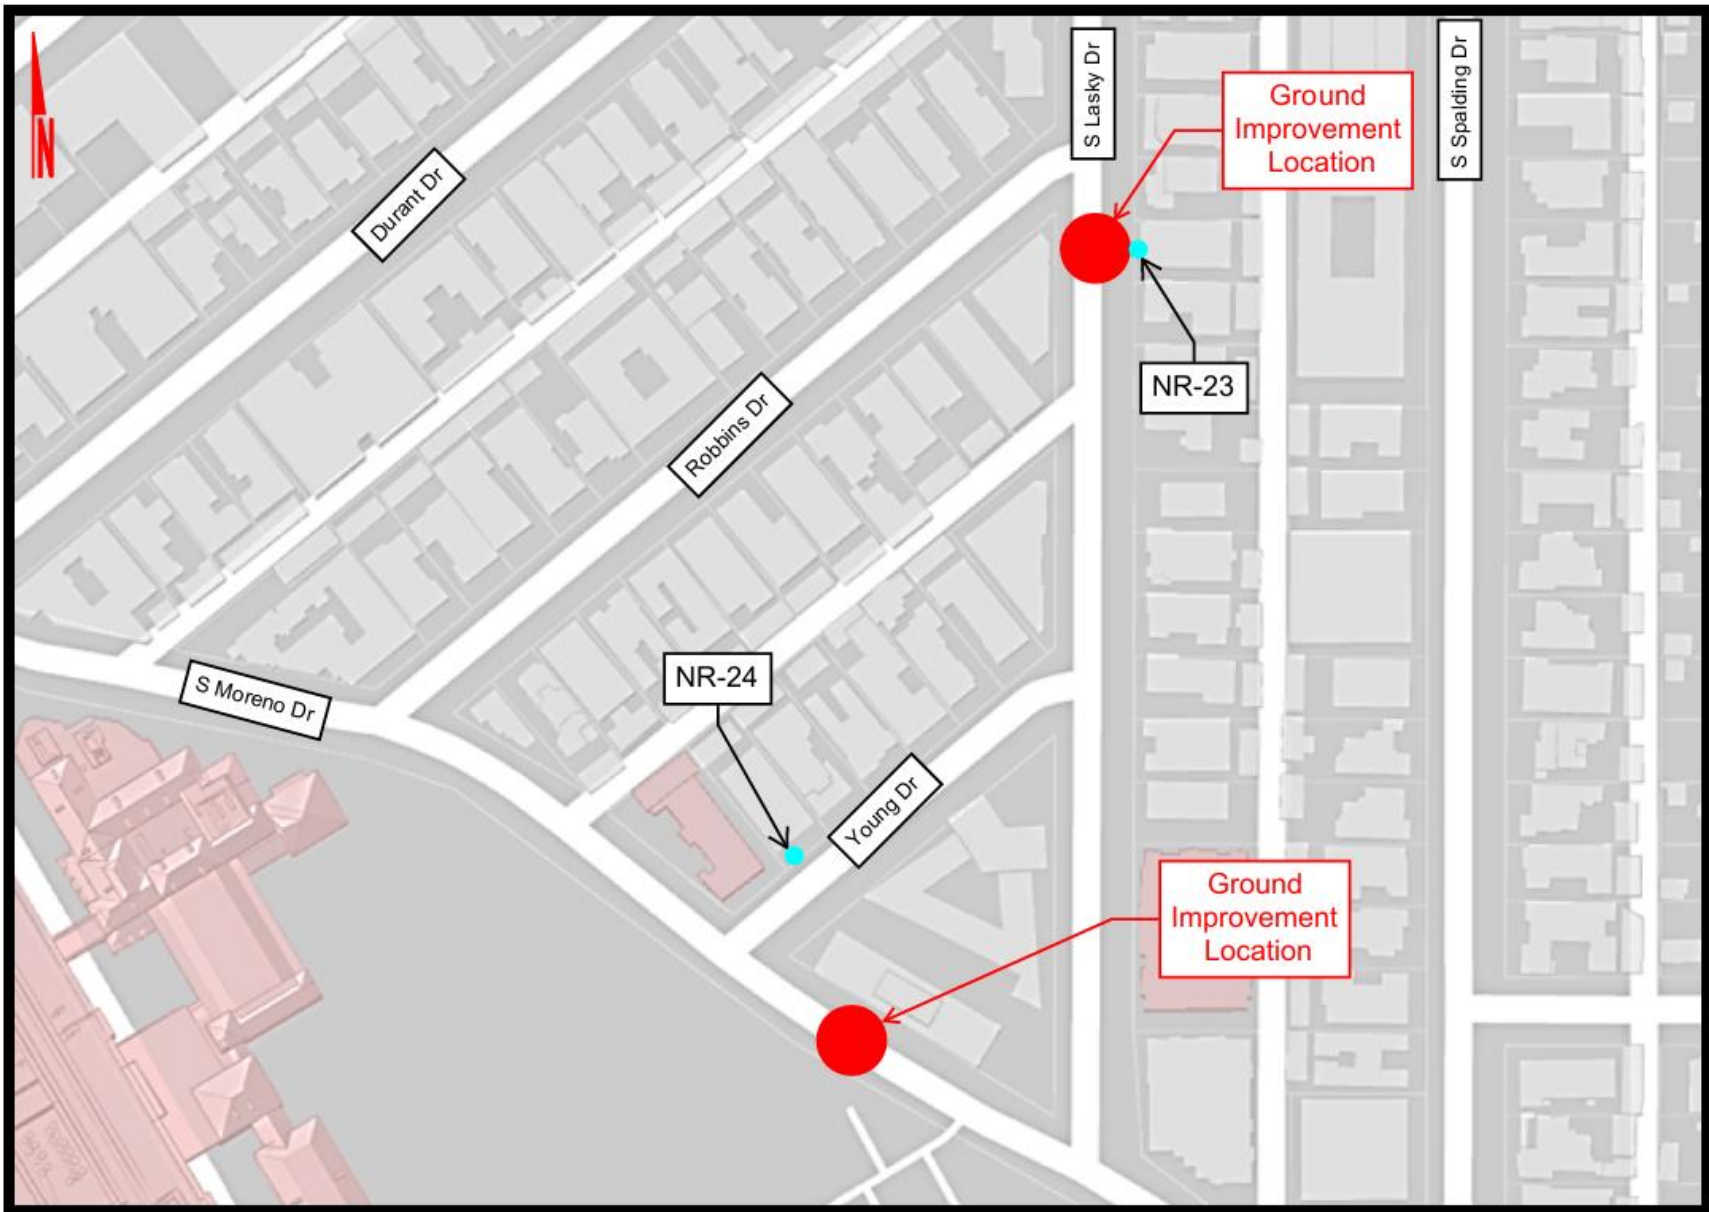 N
S Lasky Dr
S Spalding Dr
Ground
Improvement
Location
Durant Dr
NR-23
Robbins Dr
NR-24
S Moreno Dr
Young Dr
Ground
Improvement
Location